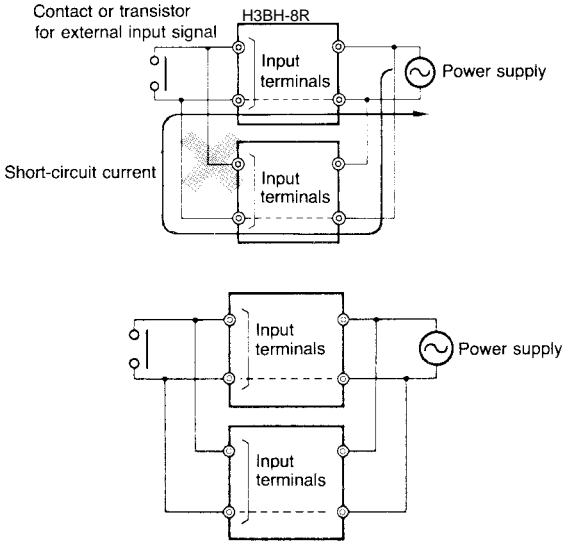 Contact or transistor
for external input signal
H3BH-8R
Input
terminals
Power supply
Short-circuit current
Input
terminals
Input
terminals
Power supply
Input
terminals